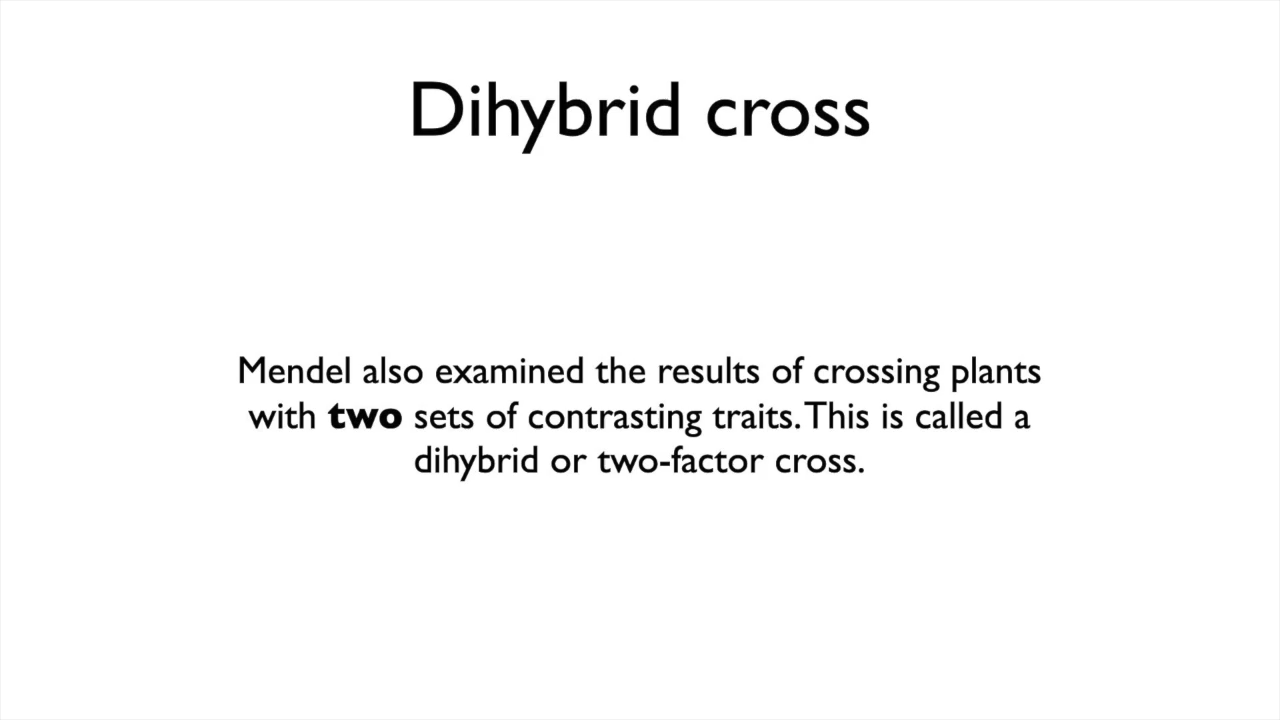 Dihybrid cross
Mendel also examined the results of crossing plants
with two sets of contrasting traits. This is called a
dihybrid or two-factor cross.